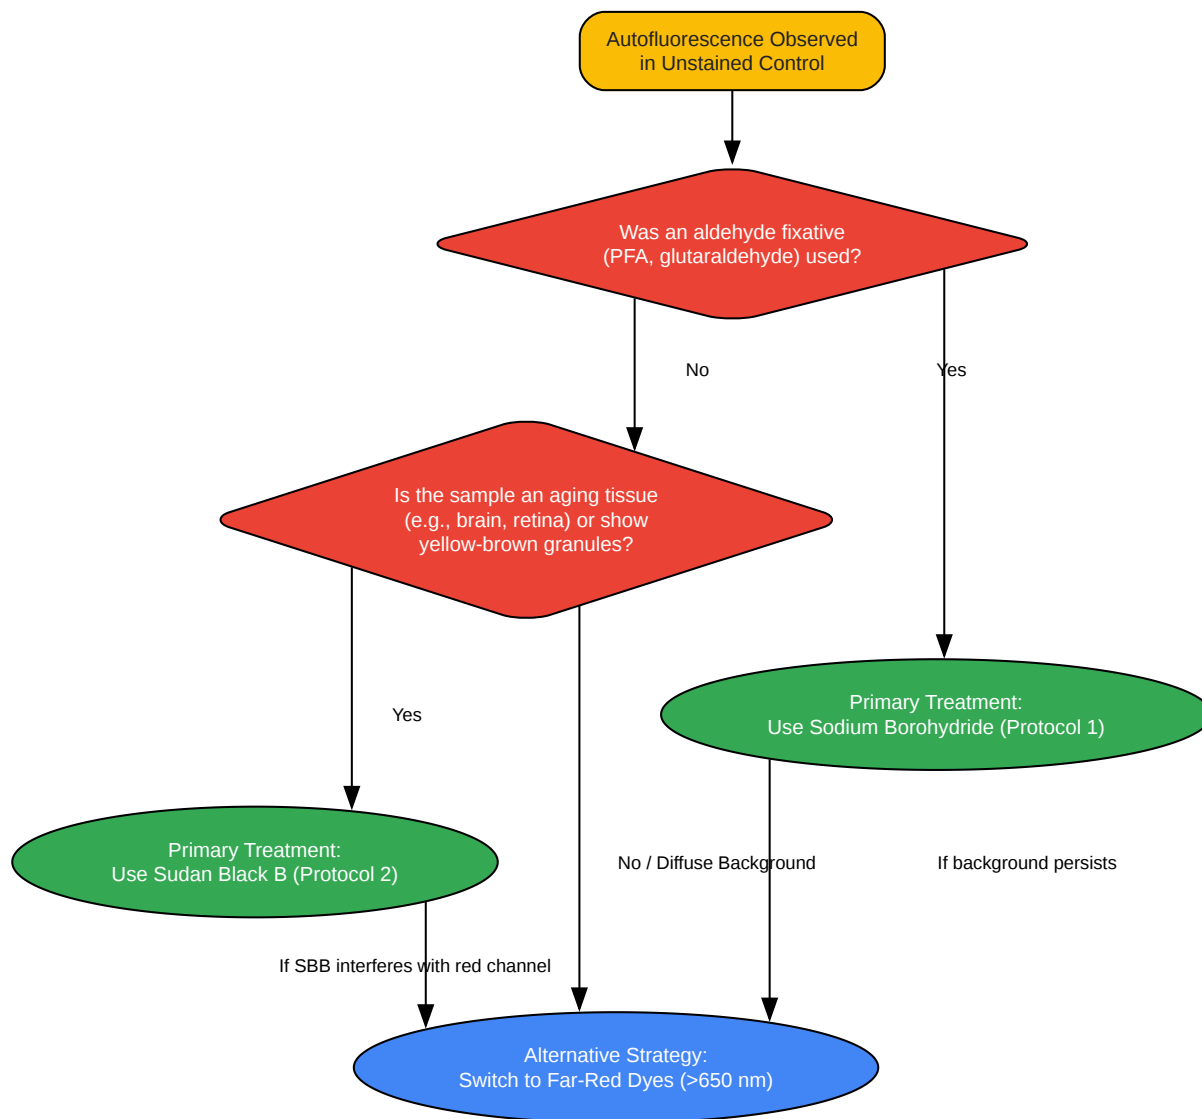 Autofluorescence Observed
in Unstained Control
Was an aldehyde fixative
(PFA, glutaraldehyde) used?
No
Yes
Is the sample an aging tissue
(e.g., brain, retina) or show
yellow-brown granules?
Primary Treatment:
Use Sodium Borohydride (Protocol 1)
Yes
Primary Treatment:
Use Sudan Black B (Protocol 2)
No / Diffuse Background
If background persists
If SBB interferes with red channel
Alternative Strategy:
Switch to Far-Red Dyes (>650 nm)